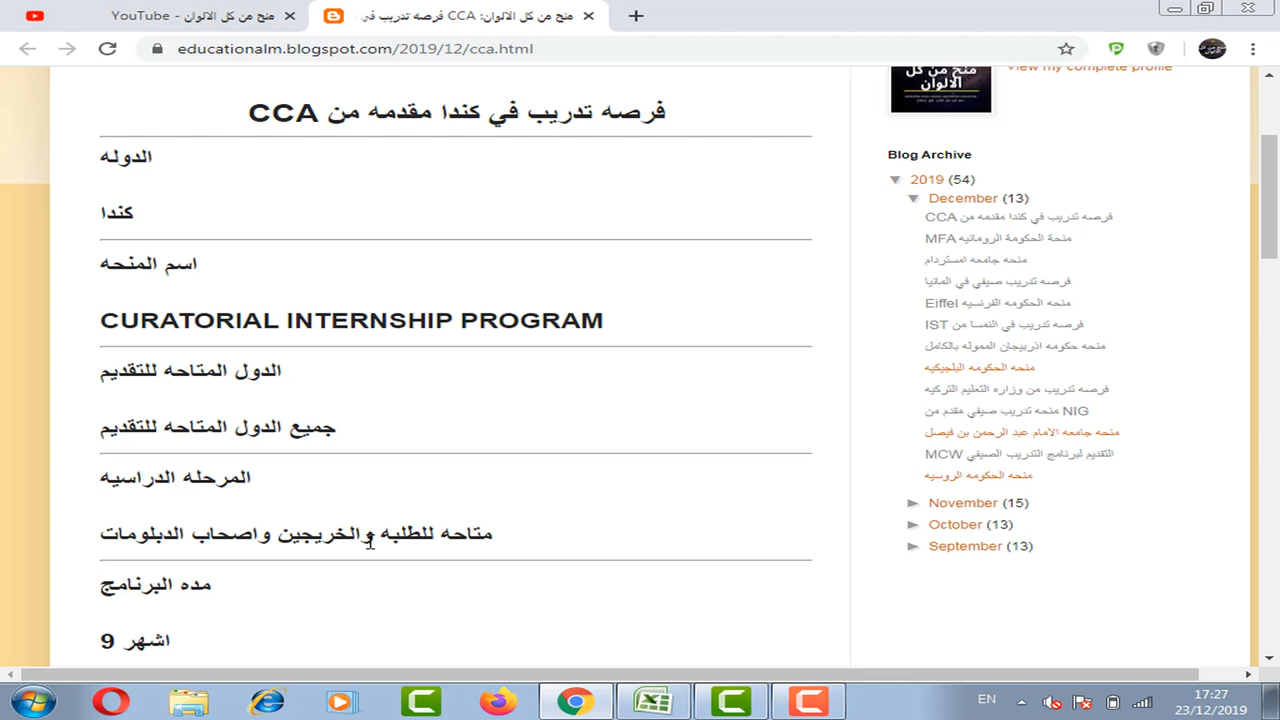 منح من كل الالوان - YouTube
منح من كل الالوان: CCA فرصه تدريب في
educationalm.blogspot.com/2019/12/cca.html
منح من كل
الالوان
View my complete profile
فرصه تدريب في كندا مقدمه من CCA
الدوله
كندا
اسم المنحه
CURATORIAL INTERNSHIP PROGRAM
الدول المتاحه للتقديم
جميع الدول المتاحه للتقديم
المرحله الدراسيه
متاحه للطلبه والخريجين واصحاب الدبلومات
مده البرنامج
9 اشهر
Blog Archive
▼ 2019 (54)
▼ December (13)
فرصه تدريب في كندا مقدمه من CCA
منحة الحكومة الرومانيه MFA
منحه جامعه امستردام
فرصه تدريب صيفي في المانيا
منحه الحكومه الفرنسيه Eiffel
فرصه تدريب في النمسا من IST
منحه حكومه اذربيجان المموله بالكامل
منحه الحكومه البلجيكيه
فرصه تدريب من وزاره التعليم التركيه
منحه تدريب صيفي مقدم من NIG
منحه جامعه الامام عبد الرحمن بن فيصل
التقديم لبرنامج التدريب الصيفي MCW
منحه الحكومه الروسيه
► November (15)
► October (13)
► September (13)
EN
17:27
23/12/2019